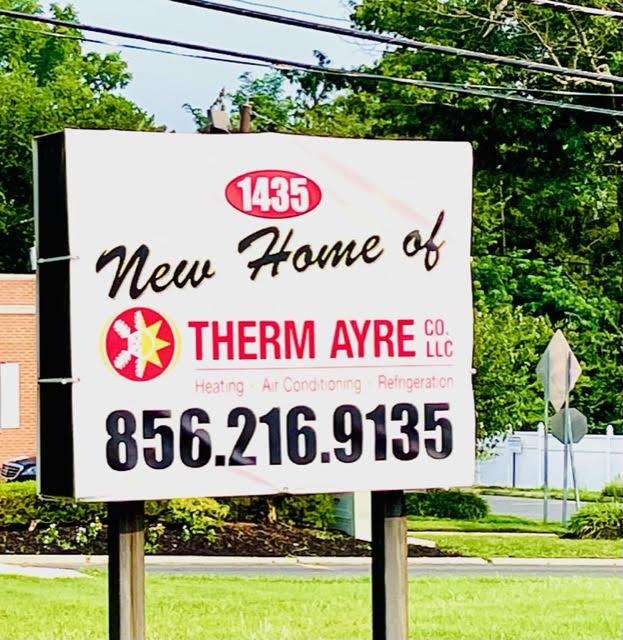 1435
New Home of
THERM AYRE CO. LLC
Heating · Air Conditioning · Refrigeration
856.216.9135